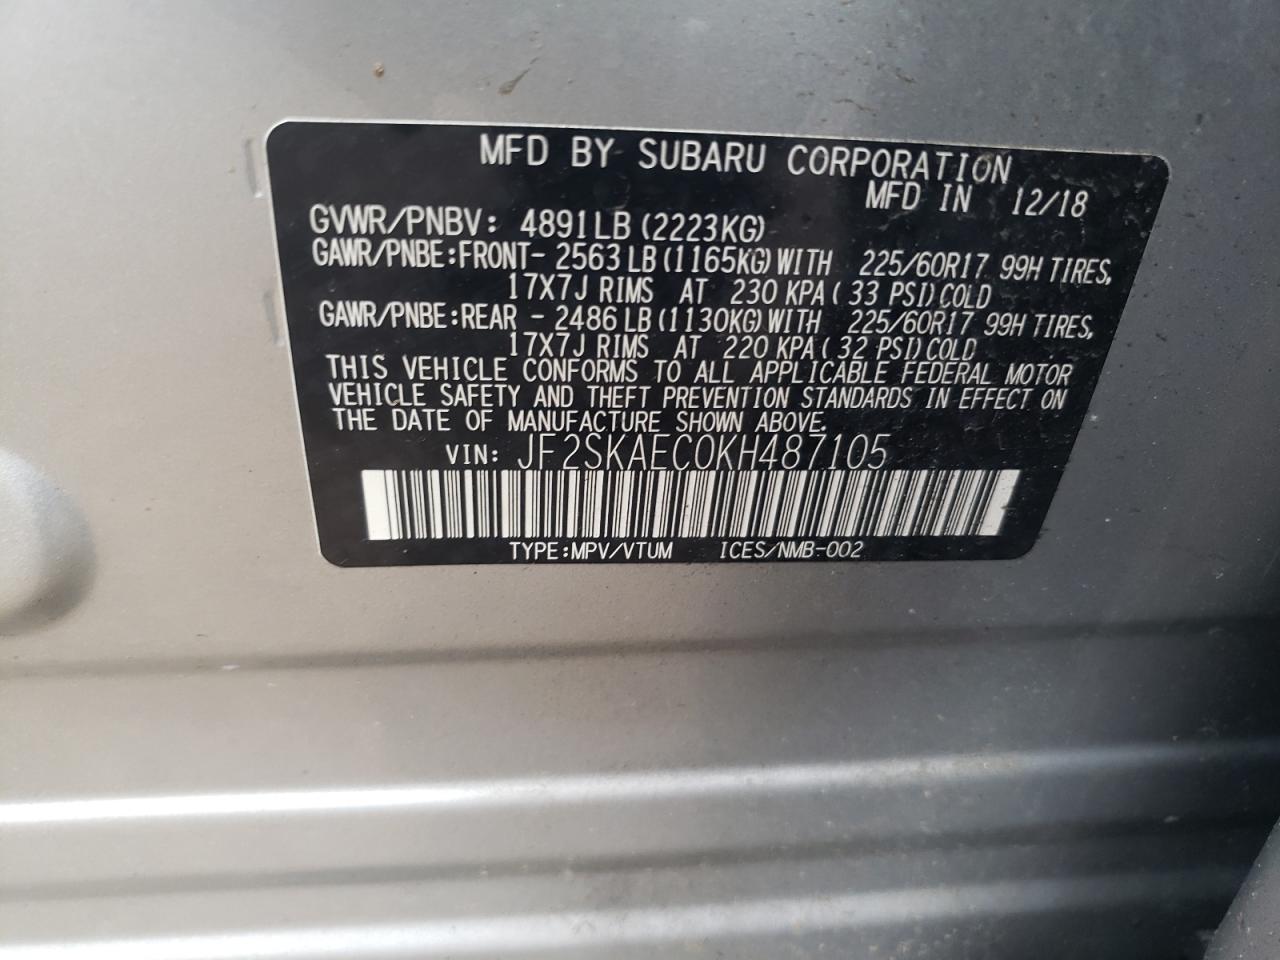 MFD BY SUBARU CORPORATION
MFD IN 12/18
GVWR/PNBV: 4891LB (2223KG)
GAWR/PNBE:FRONT- 2563LB (1165KG)WITH 225/60R17 99H TIRES,
17X7J RIMS AT 230 KPA( 33 PSI)COLD
GAWR/PNBE:REAR - 2486LB (1130KG)WITH 225/60R17 99H TIRES,
17X7J RIMS AT 220 KPA( 32 PSI)COLD
THIS VEHICLE CONFORMS TO ALL APPLICABLE FEDERAL MOTOR
VEHICLE SAFETY AND THEFT PREVENTION STANDARDS IN EFFECT ON
THE DATE OF MANUFACTURE SHOWN ABOVE.
VIN: JF2SKAEC0KH487105
TYPE:MPV/VTUM ICES/NMB-002